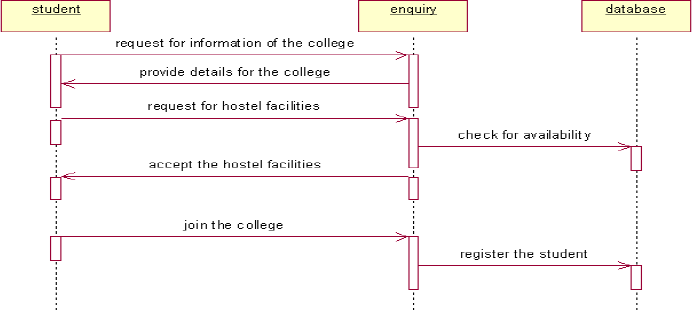 student enquiry database
request for information of the college
provide details for the college
request for hostel facilities
check for availability
accept the hostel facilities
join the college
register the student